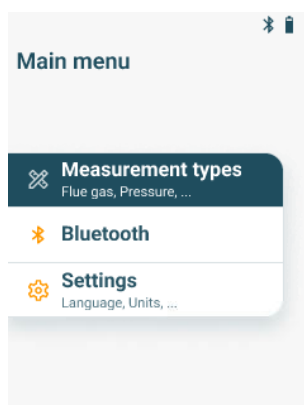 Main menu
Measurement types
Flue gas, Pressure, ...
Bluetooth
Settings
Language, Units, ...